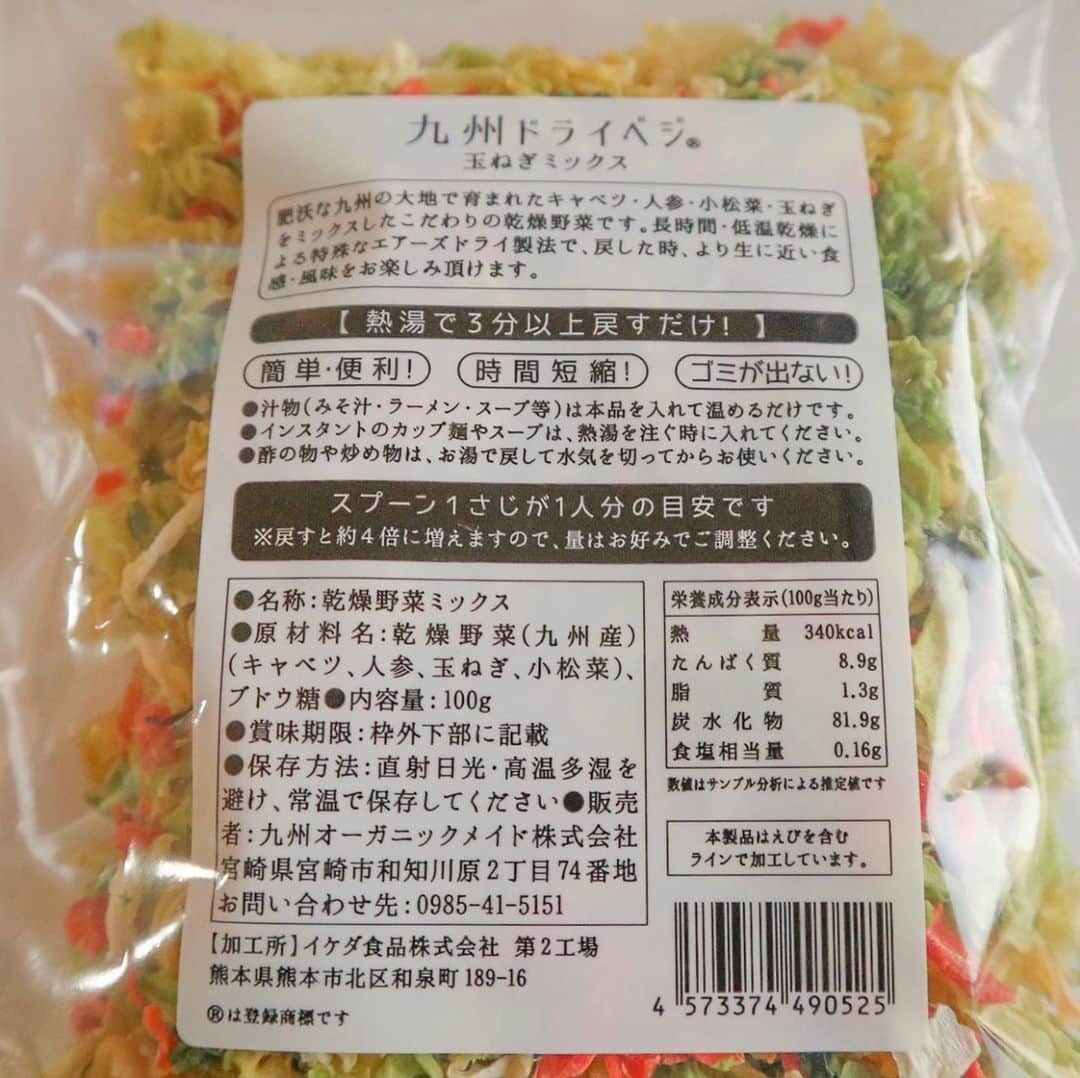 九州ドライベジ®
玉ねぎミックス
肥沃な九州の大地で育まれたキャベツ・人参・小松菜・玉ねぎ
をミックスしたこだわりの乾燥野菜です。長時間・低温乾燥に
よる特殊なエアーズドライ製法で、戻した時、より生に近い食
感・風味をお楽しみ頂けます。
【 熱湯で3分以上戻すだけ! 】
簡単・便利! 時間短縮! ゴミが出ない!
●汁物(みそ汁・ラーメン・スープ等)は本品を入れて温めるだけです。
●インスタントのカップ麺やスープは、熱湯を注ぐ時に入れてください。
●酢の物や炒め物は、お湯で戻して水気を切ってからお使いください。
スプーン1さじが1人分の目安です
※戻すと約4倍に増えますので、量はお好みでご調整ください。
●名称:乾燥野菜ミックス
●原材料名:乾燥野菜(九州産)
(キャベツ、人参、玉ねぎ、小松菜)、
ブドウ糖●内容量:100g
●賞味期限:枠外下部に記載
●保存方法:直射日光・高温多湿を
避け、常温で保存してください●販売
者:九州オーガニックメイド株式会社
宮崎県宮崎市和知川原2丁目74番地
お問い合わせ先:0985-41-5151
【加工所】イケダ食品株式会社 第2工場
熊本県熊本市北区和泉町189-16
®は登録商標です
栄養成分表示(100g当たり)
熱量 340kcal
たんぱく質 8.9g
脂質 1.3g
炭水化物 81.9g
食塩相当量 0.16g
数値はサンプル分析による推定値です
本製品はえびを含む
ラインで加工しています。
4 573374 490525